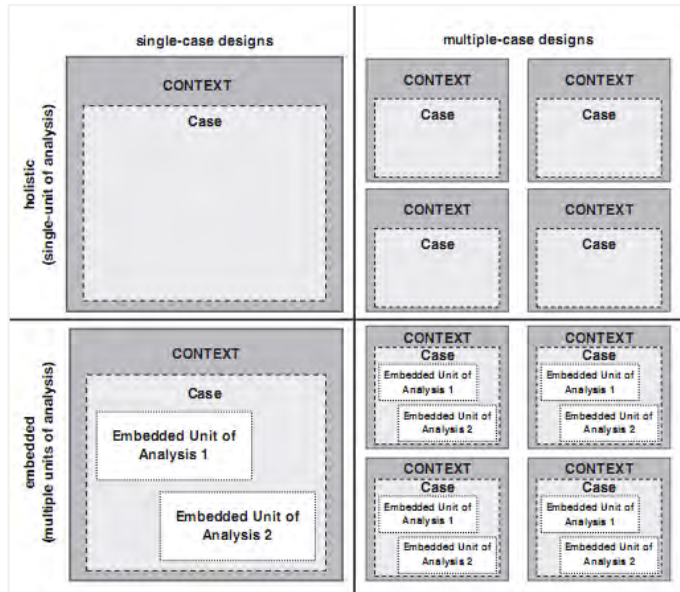 single-case designs
multiple-case designs
holistic
(single-unit of analysis)
CONTEXT
Case
CONTEXT
Case
CONTEXT
Case
CONTEXT
Case
CONTEXT
Case
embedded
(multiple units of analysis)
CONTEXT
Case
Embedded Unit of
Analysis 1
Embedded Unit of
Analysis 2
CONTEXT
Case
Embedded Unit of
Analysis 1
Embedded Unit of
Analysis 2
CONTEXT
Case
Embedded Unit of
Analysis 1
Embedded Unit of
Analysis 2
CONTEXT
Case
Embedded Unit of
Analysis 1
Embedded Unit of
Analysis 2
CONTEXT
Case
Embedded Unit of
Analysis 1
Embedded Unit of
Analysis 2